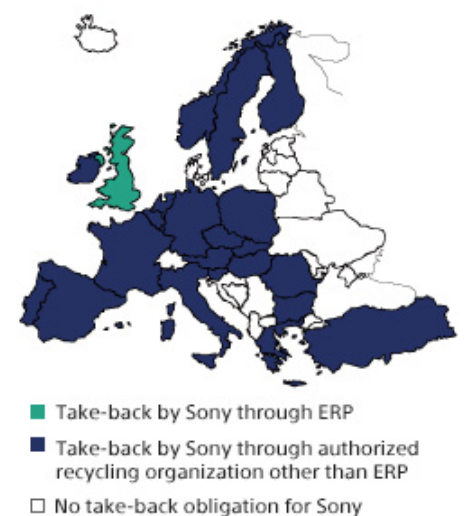 Take-back by Sony through ERP
Take-back by Sony through authorized
recycling organization other than ERP
No take-back obligation for Sony